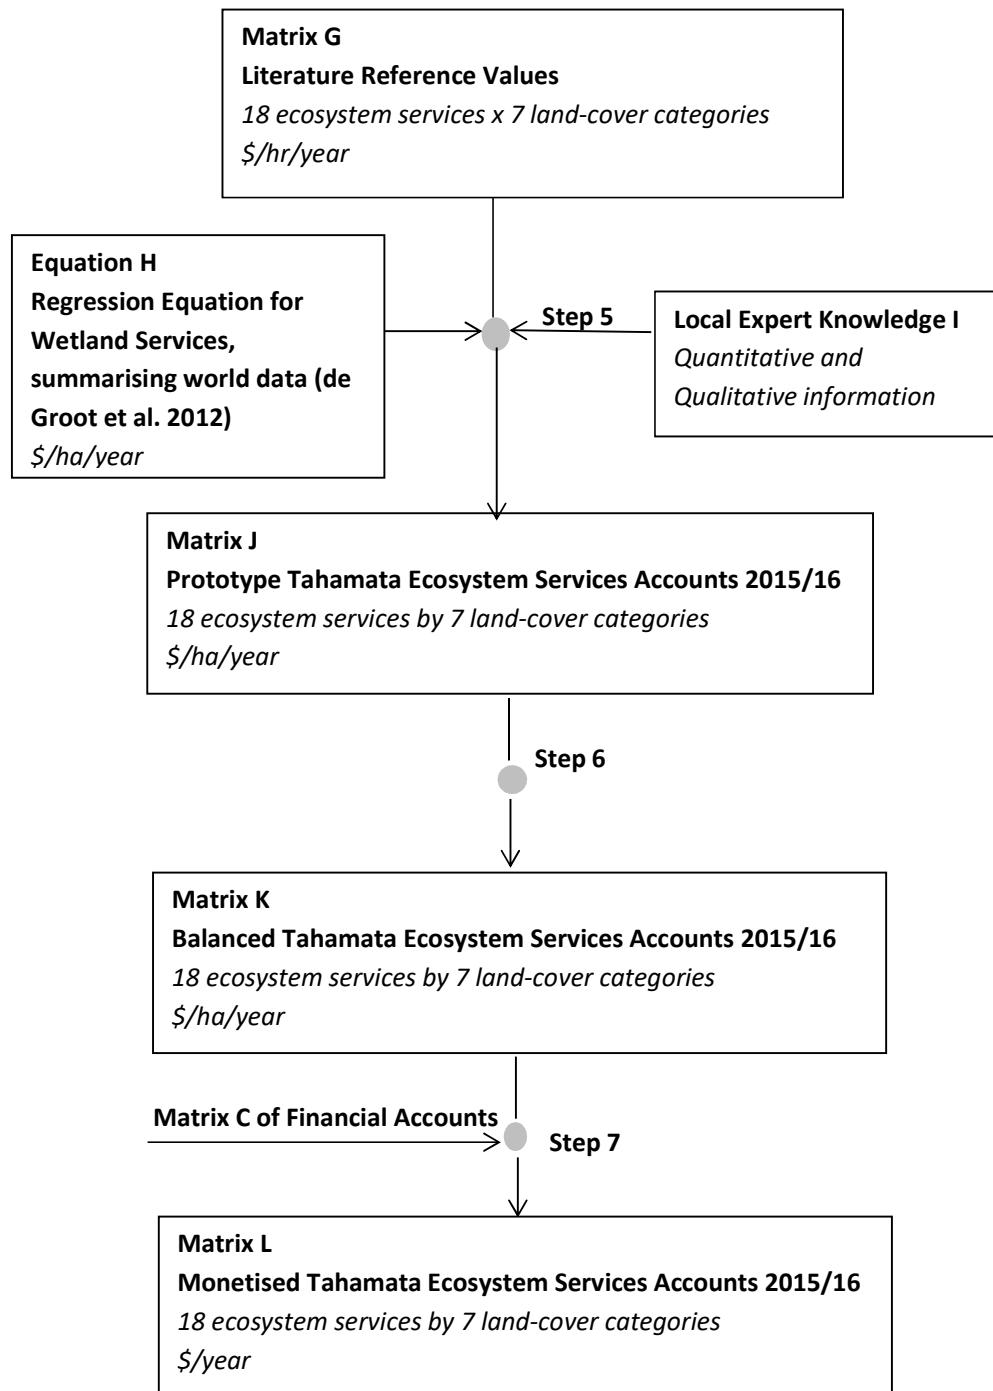 Matrix G
Literature Reference Values
18 ecosystem services x 7 land-cover categories
$/hr/year
Equation H
Regression Equation for
Wetland Services,
summarising world data (de
Groot et al. 2012)
$/ha/year
Step 5
Local Expert Knowledge I
Quantitative and
Qualitative information
Matrix J
Prototype Tahamata Ecosystem Services Accounts 2015/16
18 ecosystem services by 7 land-cover categories
$/ha/year
Step 6
Matrix K
Balanced Tahamata Ecosystem Services Accounts 2015/16
18 ecosystem services by 7 land-cover categories
$/ha/year
Matrix C of Financial Accounts
Step 7
Matrix L
Monetised Tahamata Ecosystem Services Accounts 2015/16
18 ecosystem services by 7 land-cover categories
$/year